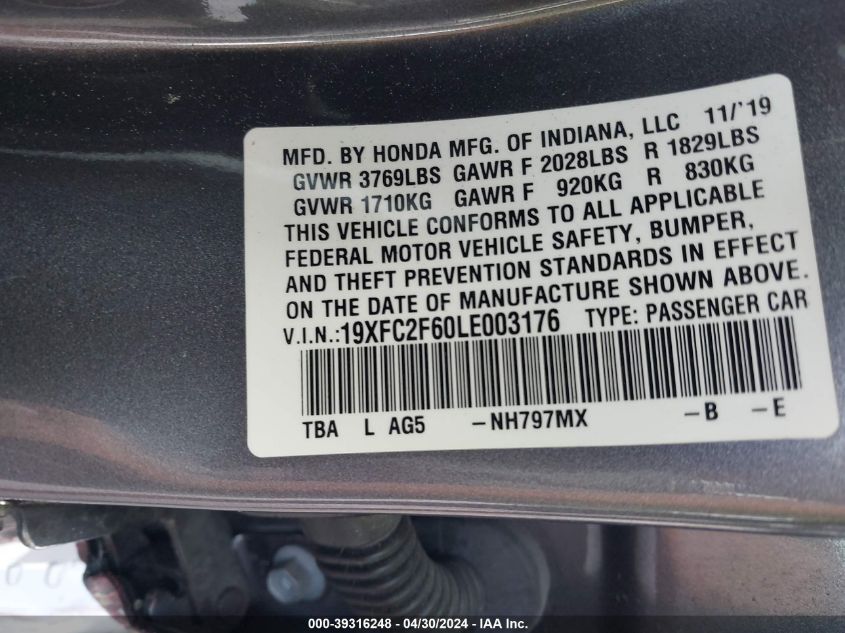 MFD. BY HONDA MFG. OF INDIANA, LLC 11/'19
GVWR 3769LBS GAWR F 2028LBS R 1829LBS
GVWR 1710KG GAWR F 920KG R 830KG
THIS VEHICLE CONFORMS TO ALL APPLICABLE
FEDERAL MOTOR VEHICLE SAFETY, BUMPER,
AND THEFT PREVENTION STANDARDS IN EFFECT
ON THE DATE OF MANUFACTURE SHOWN ABOVE.
V.I.N.:19XFC2F60LE003176 TYPE: PASSENGER CAR
TBA L AG5 -NH797MX -B -E
000-39316248 - 04/30/2024 - IAA Inc.